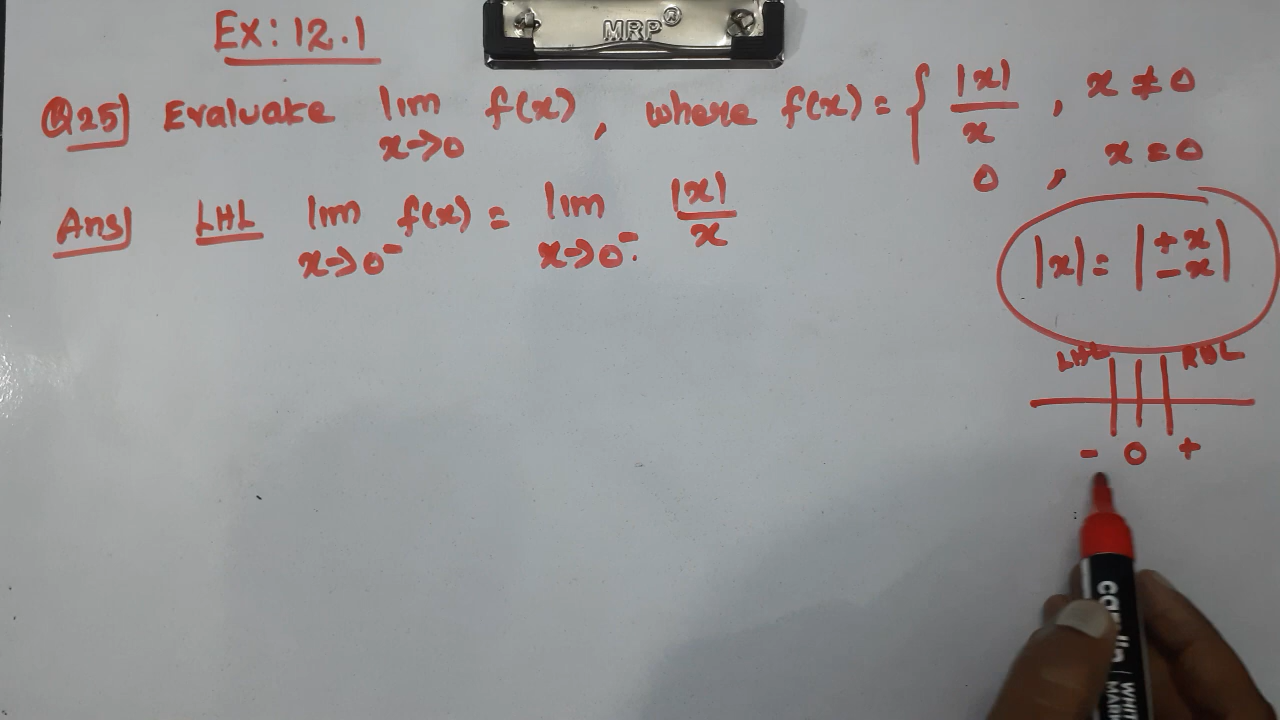 MRP®
Ex: 12.1
Q25] Evaluate lim x→0 f(x), where f(x) = { |x|/x , x ≠ 0
0 , x = 0
Ans] LHL lim x→0⁻ f(x) = lim x→0⁻. |x|/x
|x| = |+x −x|
LHL RHL
- 0 +